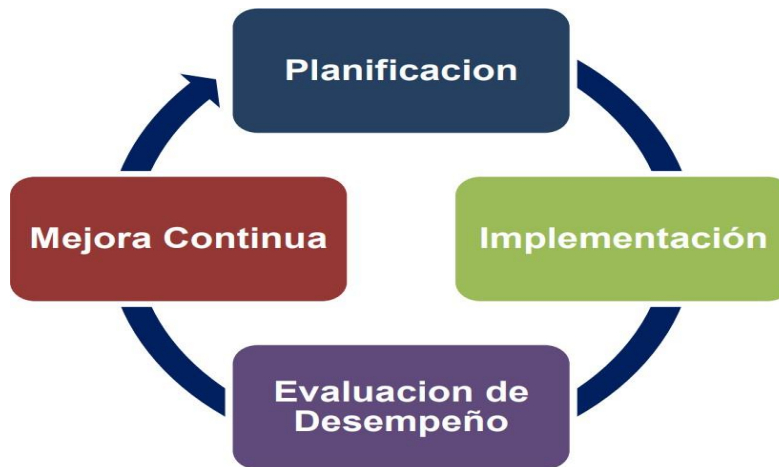 Planificacion
Mejora Continua
Implementación
Evaluacion de
Desempeño